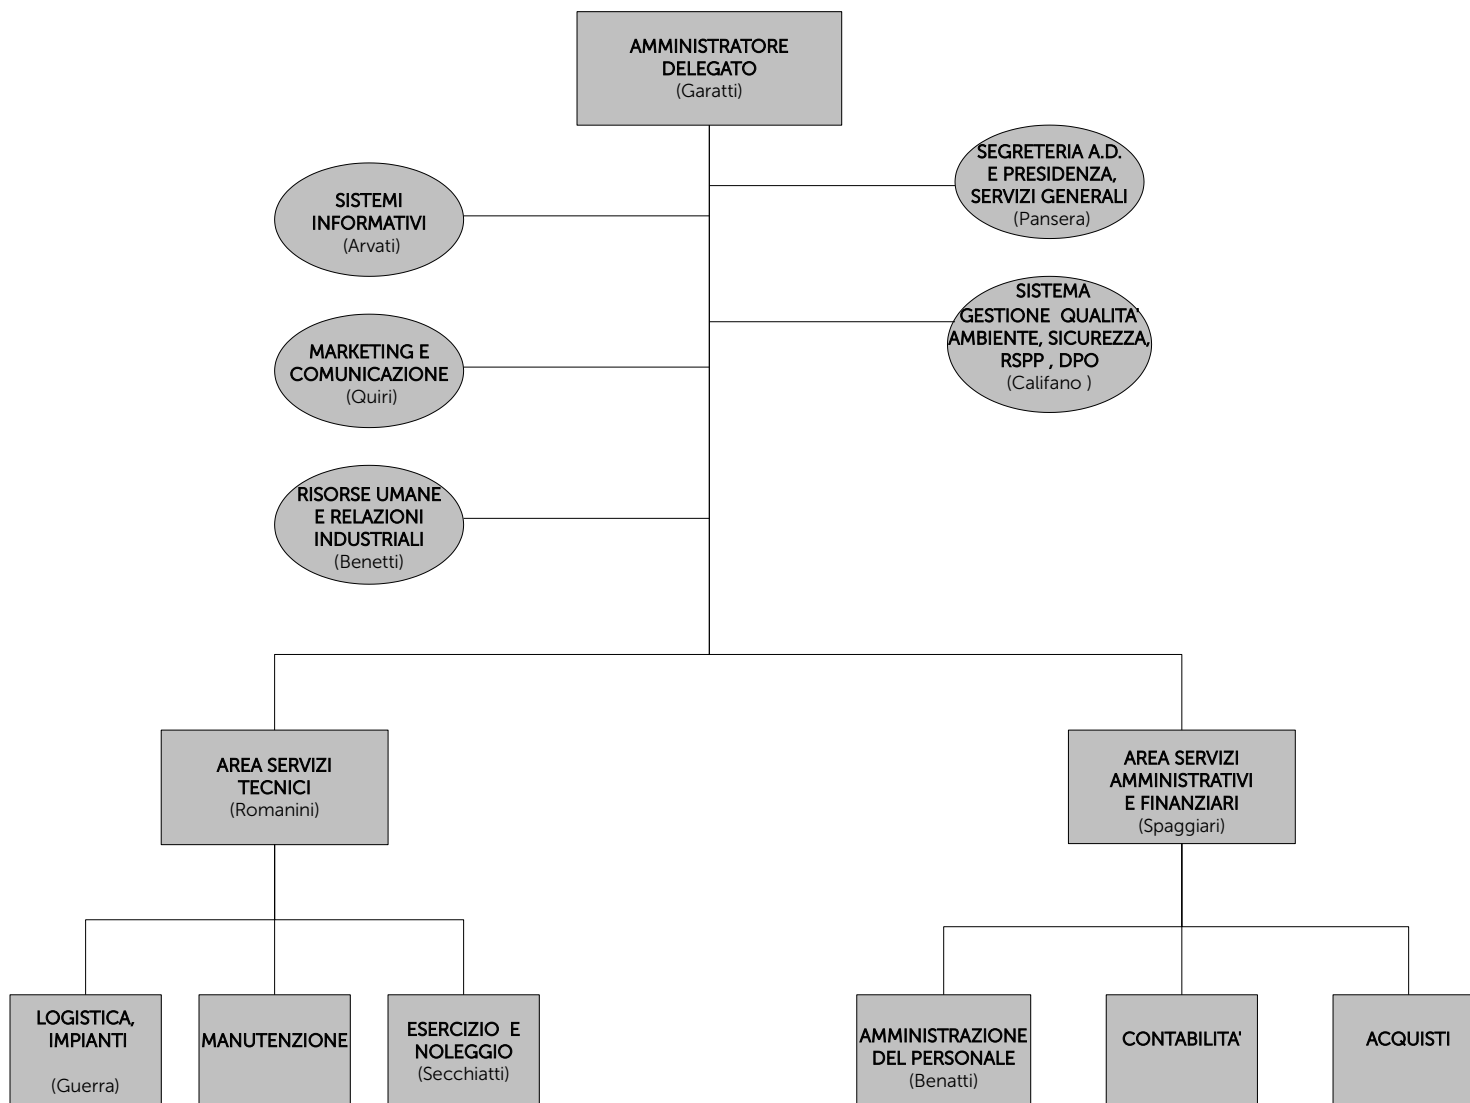 AMMINISTRATORE
DELEGATO
(Garatti)
SEGRETERIA A.D.
E PRESIDENZA,
SERVIZI GENERALI
(Pansera)
SISTEMI
INFORMATIVI
(Arvati)
SISTEMA
GESTIONE QUALITA'
AMBIENTE, SICUREZZA,
RSPP , DPO
(Califano )
MARKETING E
COMUNICAZIONE
(Quiri)
RISORSE UMANE
E RELAZIONI
INDUSTRIALI
(Benetti)
AREA SERVIZI
TECNICI
(Romanini)
AREA SERVIZI
AMMINISTRATIVI
E FINANZIARI
(Spaggiari)
LOGISTICA,
IMPIANTI
(Guerra)
MANUTENZIONE
ESERCIZIO E
NOLEGGIO
(Secchiatti)
AMMINISTRAZIONE
DEL PERSONALE
(Benatti)
CONTABILITA'
ACQUISTI